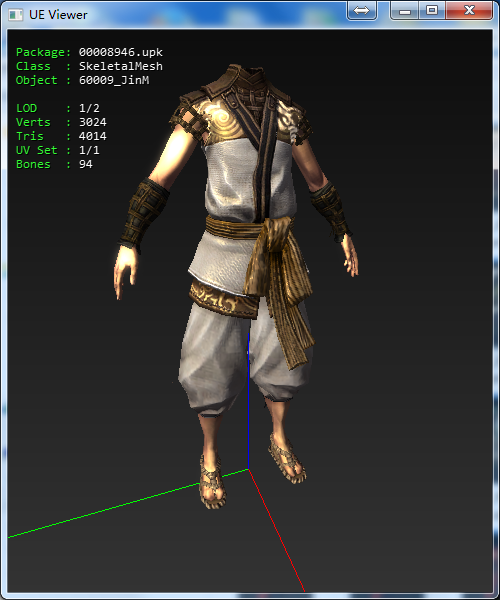 UE Viewer
Package: 00008946.upk
Class  : SkeletalMesh
Object : 60009_JinM
LOD    : 1/2
Verts  : 3024
Tris   : 4014
UV Set : 1/1
Bones  : 94